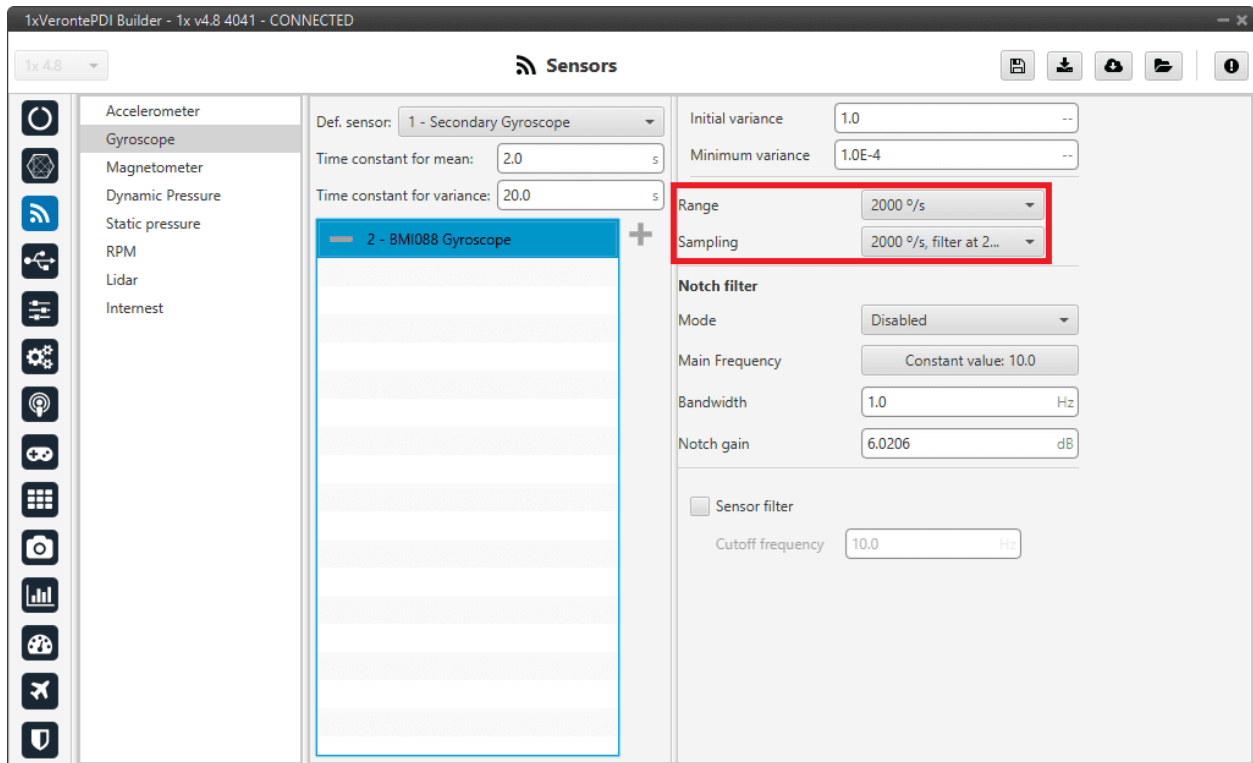 1xVerontePDI Builder - 1x v4.8 4041 - CONNECTED
1x 4.8
Sensors
Accelerometer
Gyroscope
Magnetometer
Dynamic Pressure
Static pressure
RPM
Lidar
Internest
Def. sensor: 1 - Secondary Gyroscope
Time constant for mean: 2.0 s
Time constant for variance: 20.0 s
2 - BMI088 Gyroscope
Initial variance 1.0 --
Minimum variance 1.0E-4 --
Range 2000 º/s
Sampling 2000 º/s, filter at 2...
Notch filter
Mode Disabled
Main Frequency Constant value: 10.0
Bandwidth 1.0 Hz
Notch gain 6.0206 dB
Sensor filter
Cutoff frequency 10.0 Hz